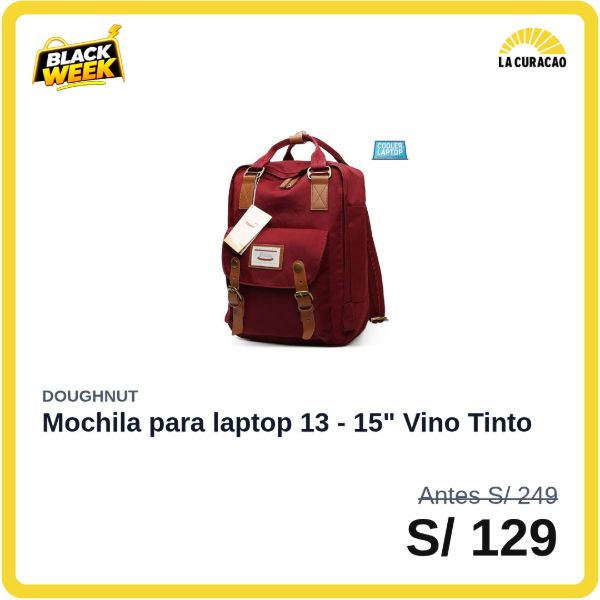 BLACK
WEEK
LA CURACAO
COOLER
LAPTOP
DOUGHNUT
Mochila para laptop 13 - 15" Vino Tinto
Antes S/ 249
S/ 129